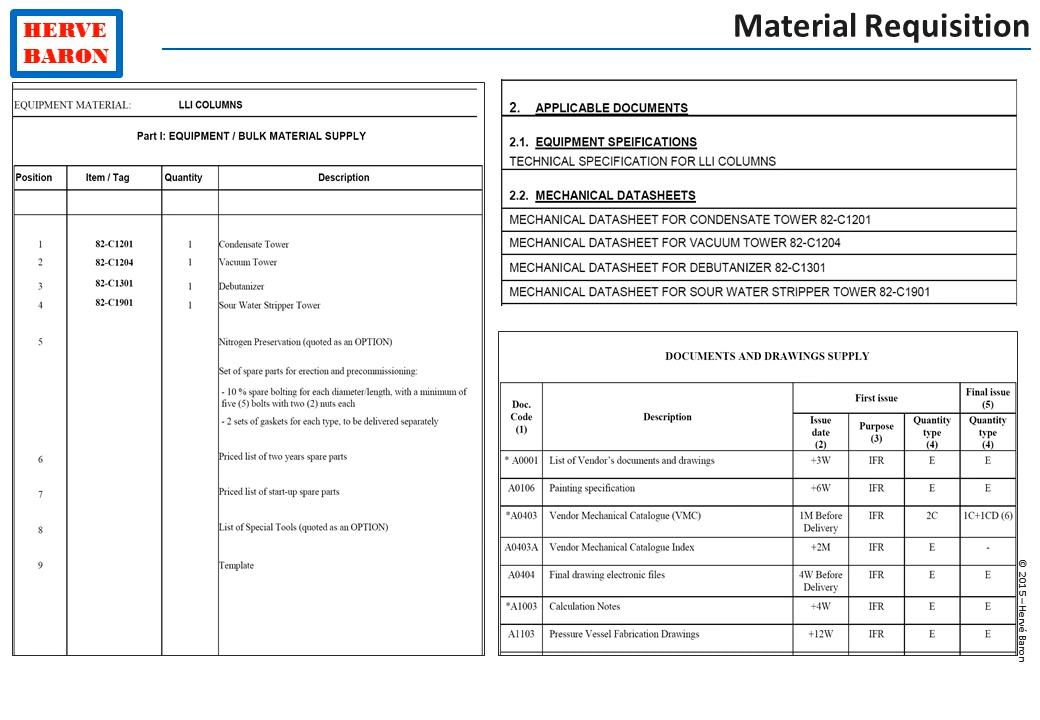 HERVE
BARON
Material Requisition
EQUIPMENT MATERIAL: LLI COLUMNS
Part I: EQUIPMENT / BULK MATERIAL SUPPLY
Position Item / Tag Quantity Description
1 82-C1201 1 Condensate Tower
2 82-C1204 1 Vacuum Tower
3 82-C1301 1 Debutanizer
4 82-C1901 1 Sour Water Stripper Tower
5 Nitrogen Preservation (quoted as an OPTION)
Set of spare parts for erection and precommissioning:
- 10 % spare bolting for each diameter/length, with a minimum of
five (5) bolts with two (2) nuts each
- 2 sets of gaskets for each type, to be delivered separately
6 Priced list of two years spare parts
7 Priced list of start-up spare parts
8 List of Special Tools (quoted as an OPTION)
9 Template
2. APPLICABLE DOCUMENTS
2.1. EQUIPMENT SPEIFICATIONS
TECHNICAL SPECIFICATION FOR LLI COLUMNS
2.2. MECHANICAL DATASHEETS
MECHANICAL DATASHEET FOR CONDENSATE TOWER 82-C1201
MECHANICAL DATASHEET FOR VACUUM TOWER 82-C1204
MECHANICAL DATASHEET FOR DEBUTANIZER 82-C1301
MECHANICAL DATASHEET FOR SOUR WATER STRIPPER TOWER 82-C1901
DOCUMENTS AND DRAWINGS SUPPLY
Doc.
Code
(1)
Description
First issue
Final issue
(5)
Issue
date
(2)
Purpose
(3)
Quantity
type
(4)
Quantity
type
(4)
* A0001 List of Vendor's documents and drawings +3W IFR E E
A0106 Painting specification +6W IFR E E
*A0403 Vendor Mechanical Catalogue (VMC) 1M Before IFR 2C 1C+1CD (6)
Delivery
A0403A Vendor Mechanical Catalogue Index +2M IFR E -
A0404 Final drawing electronic files 4W Before IFR E E
Delivery
*A1003 Calculation Notes +4W IFR E E
A1103 Pressure Vessel Fabrication Drawings +12W IFR E E
© 2015 – Hervé Baron